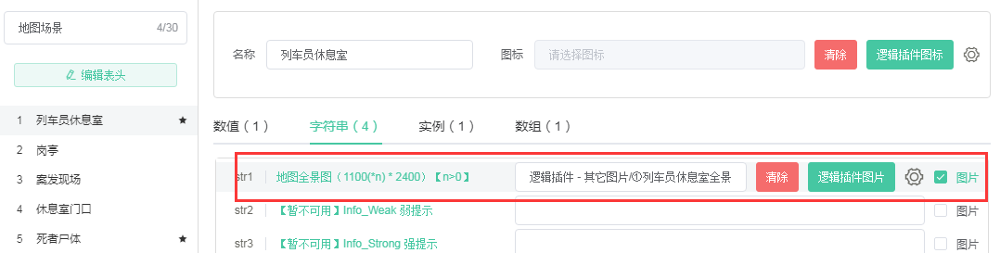 地图场景 4/30
编辑表头
1 列车员休息室 ★
2 岗亭
3 案发现场
4 休息室门口
5 死者尸体 ★
名称 列车员休息室 图标 请选择图标 清除 逻辑插件图标
数值（1） 字符串（4） 实例（1） 数组（1）
str1 地图全景图（1100(*n) * 2400）【n>0】 逻辑插件 - 其它图片/①列车员休息室全景 清除 逻辑插件图片 图片
str2 【暂不可用】Info_Weak 弱提示 图片
str3 【暂不可用】Info_Strong 强提示 图片